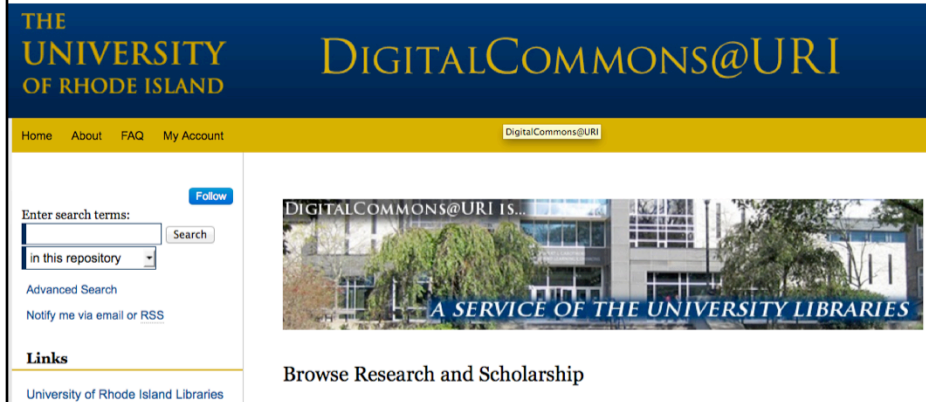 THE
UNIVERSITY
OF RHODE ISLAND
DIGITALCOMMONS@URI
Home About FAQ My Account
DigitalCommons@URI
Follow
Enter search terms:
Search
in this repository
Advanced Search
Notify me via email or RSS
Links
University of Rhode Island Libraries
DIGITALCOMMONS@URI IS...
A SERVICE OF THE UNIVERSITY LIBRARIES
Browse Research and Scholarship